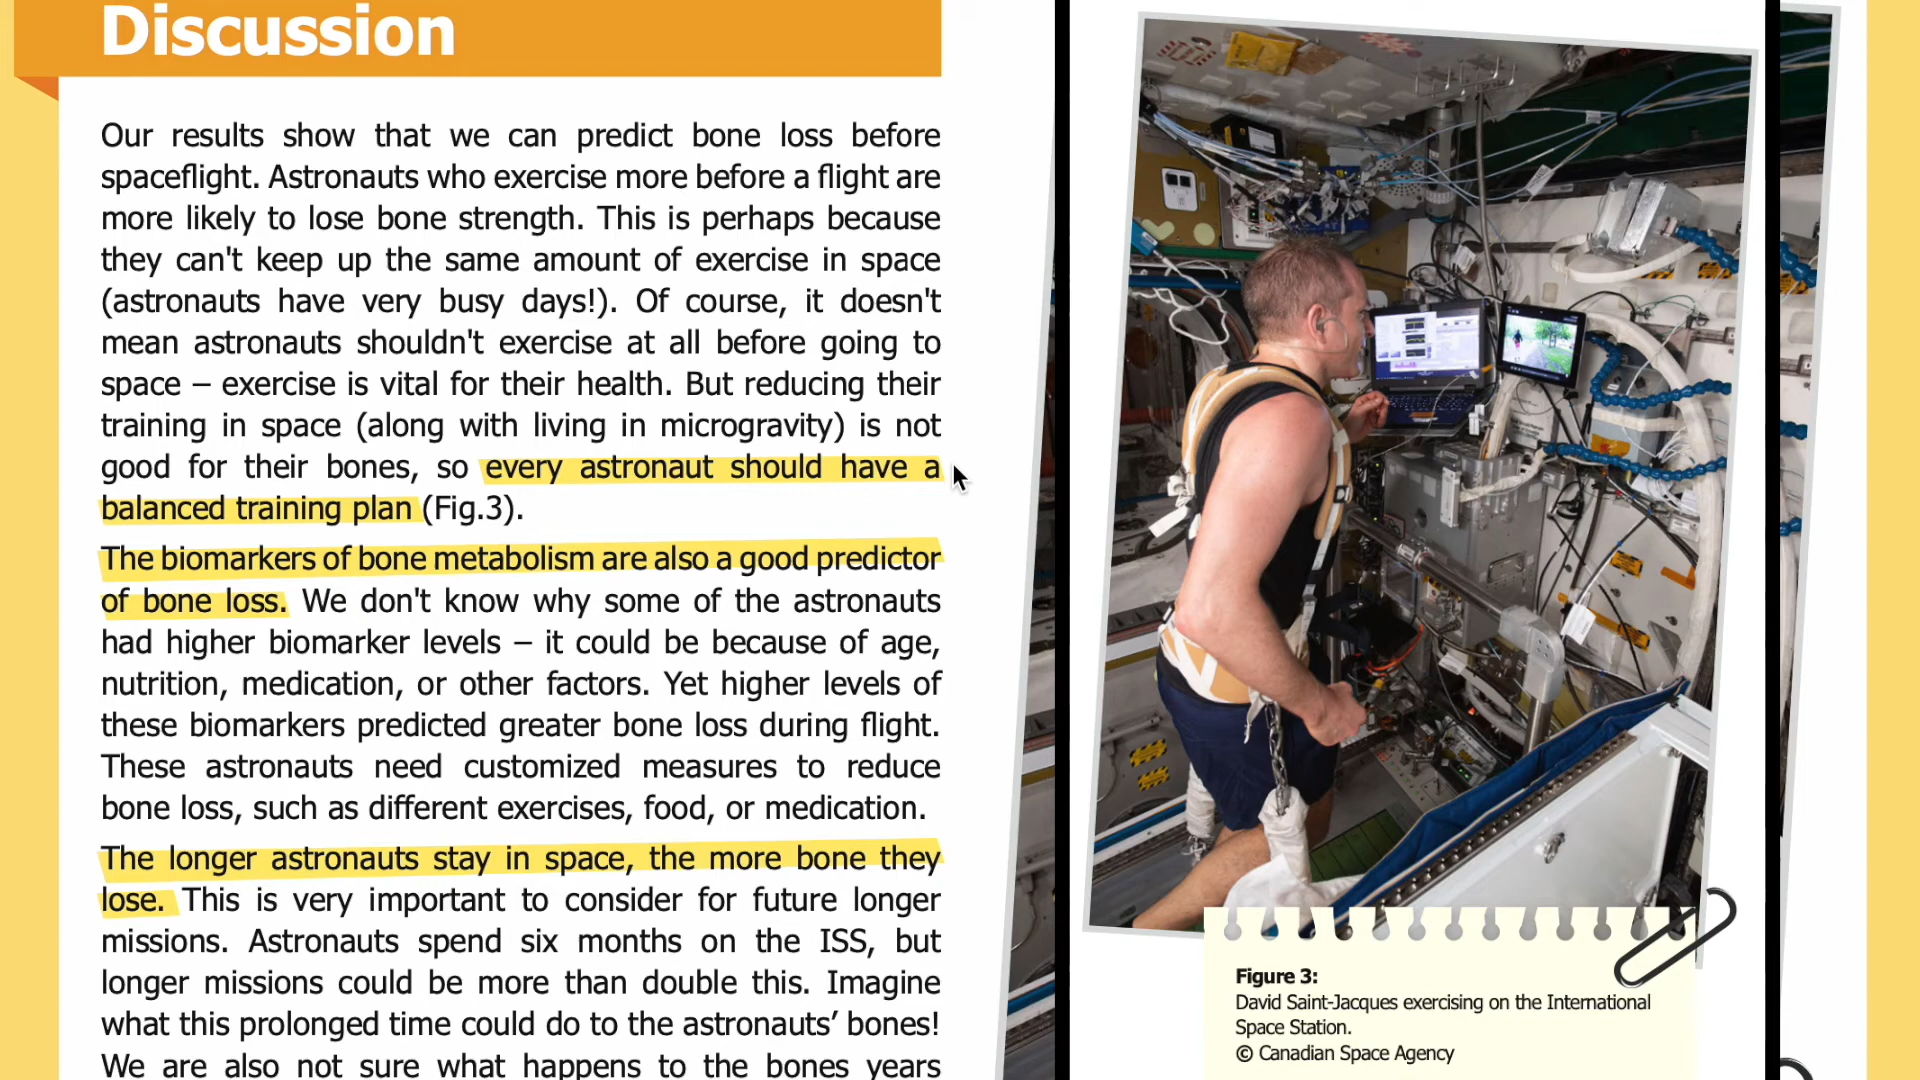 Discussion
Our results show that we can predict bone loss before
spaceflight. Astronauts who exercise more before a flight are
more likely to lose bone strength. This is perhaps because
they can't keep up the same amount of exercise in space
(astronauts have very busy days!). Of course, it doesn't
mean astronauts shouldn't exercise at all before going to
space – exercise is vital for their health. But reducing their
training in space (along with living in microgravity) is not
good for their bones, so every astronaut should have a
balanced training plan (Fig.3).
The biomarkers of bone metabolism are also a good predictor
of bone loss. We don't know why some of the astronauts
had higher biomarker levels – it could be because of age,
nutrition, medication, or other factors. Yet higher levels of
these biomarkers predicted greater bone loss during flight.
These astronauts need customized measures to reduce
bone loss, such as different exercises, food, or medication.
The longer astronauts stay in space, the more bone they
lose. This is very important to consider for future longer
missions. Astronauts spend six months on the ISS, but
longer missions could be more than double this. Imagine
what this prolonged time could do to the astronauts’ bones!
We are also not sure what happens to the bones years
Figure 3:
David Saint-Jacques exercising on the International
Space Station.
© Canadian Space Agency